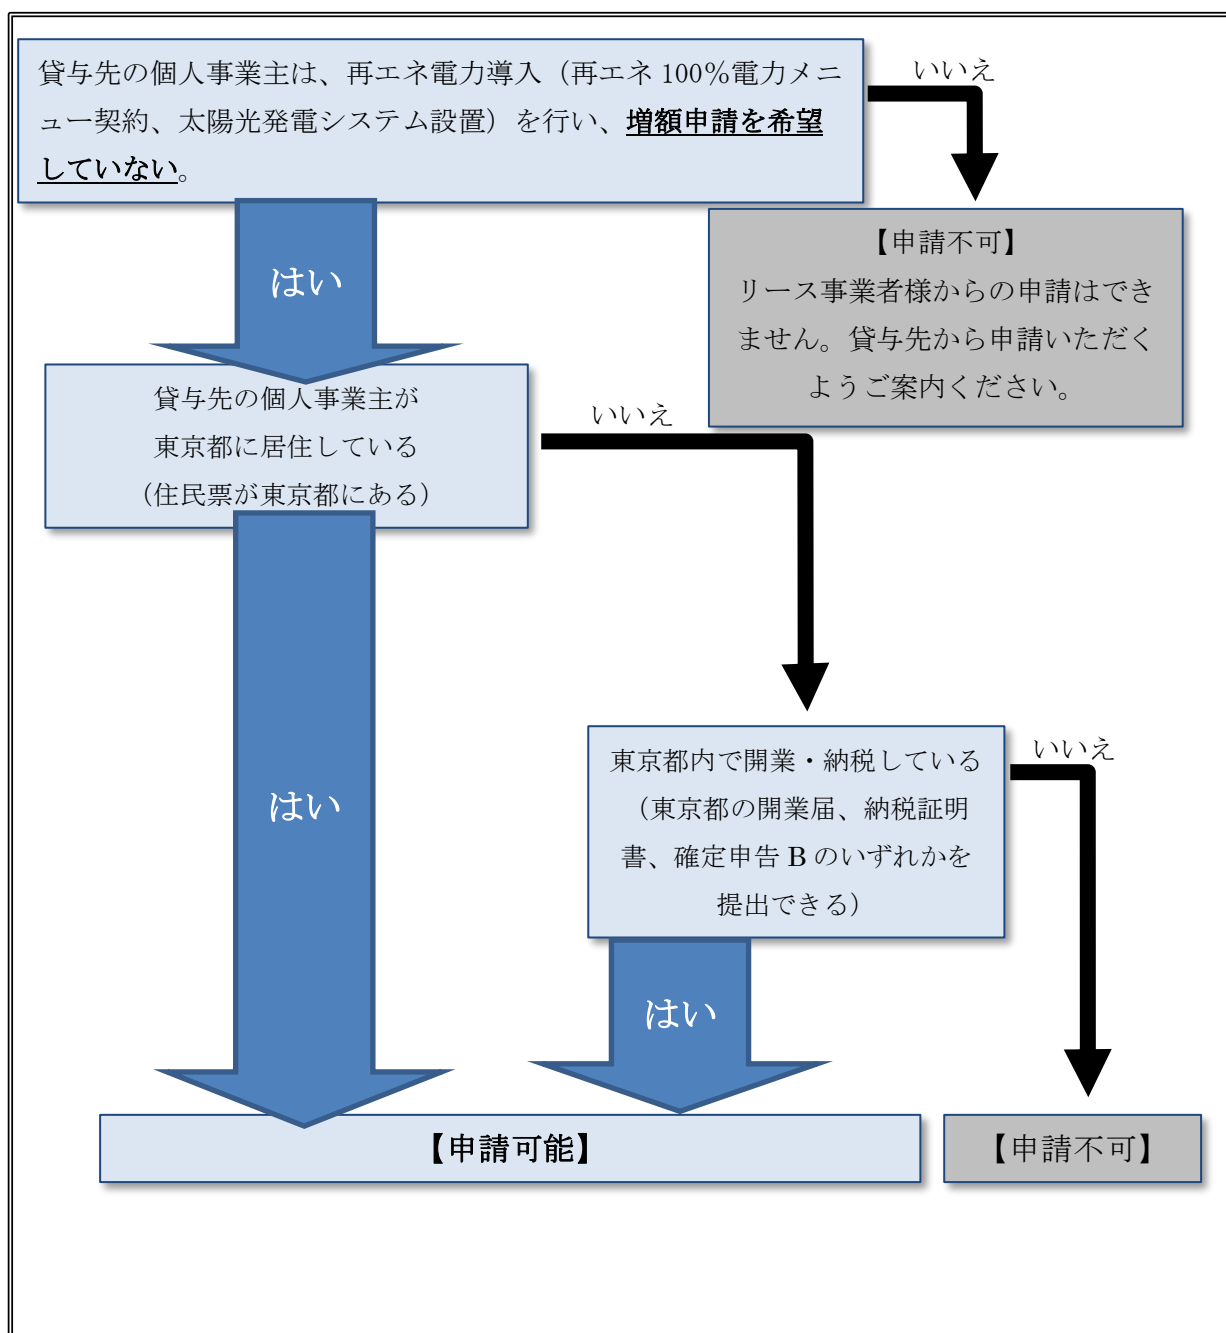 貸与先の個人事業主は、再エネ電力導入（再エネ 100％電力メニ
ュー契約、太陽光発電システム設置）を行い、増額申請を希望
していない。
いいえ
はい
【申請不可】
リース事業者様からの申請はでき
ません。貸与先から申請いただく
ようご案内ください。
貸与先の個人事業主が
東京都に居住している
（住民票が東京都にある）
いいえ
はい
東京都内で開業・納税している
（東京都の開業届、納税証明
書、確定申告 B のいずれかを
提出できる）
いいえ
はい
【申請可能】
【申請不可】